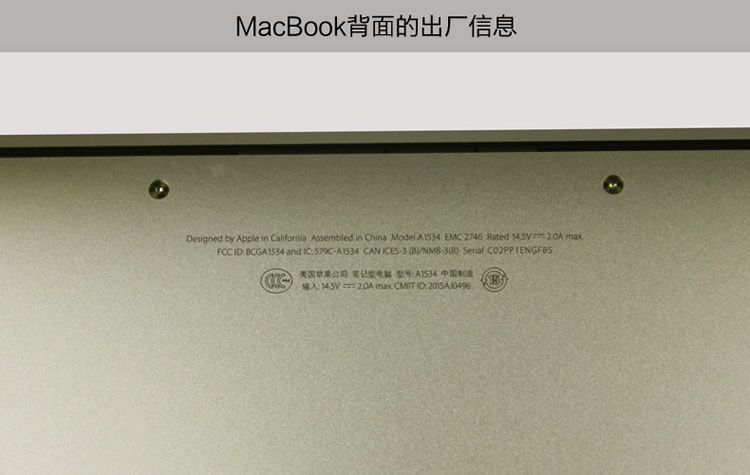 MacBook背面的出厂信息
Designed by Apple in California Assembled in China Model A1534 EMC 2746 Rated 14.5V⎓2.0A max.
FCC ID: BCGA1534 and IC: 579C-A1534 CAN ICES-3 (B)/NMB-3(B) Serial C02PP1ENGF85
美国苹果公司 笔记型电脑 型号: A1534 中国制造
输入: 14.5V⎓2.0A max. CMIIT ID: 2015AJ0496
15